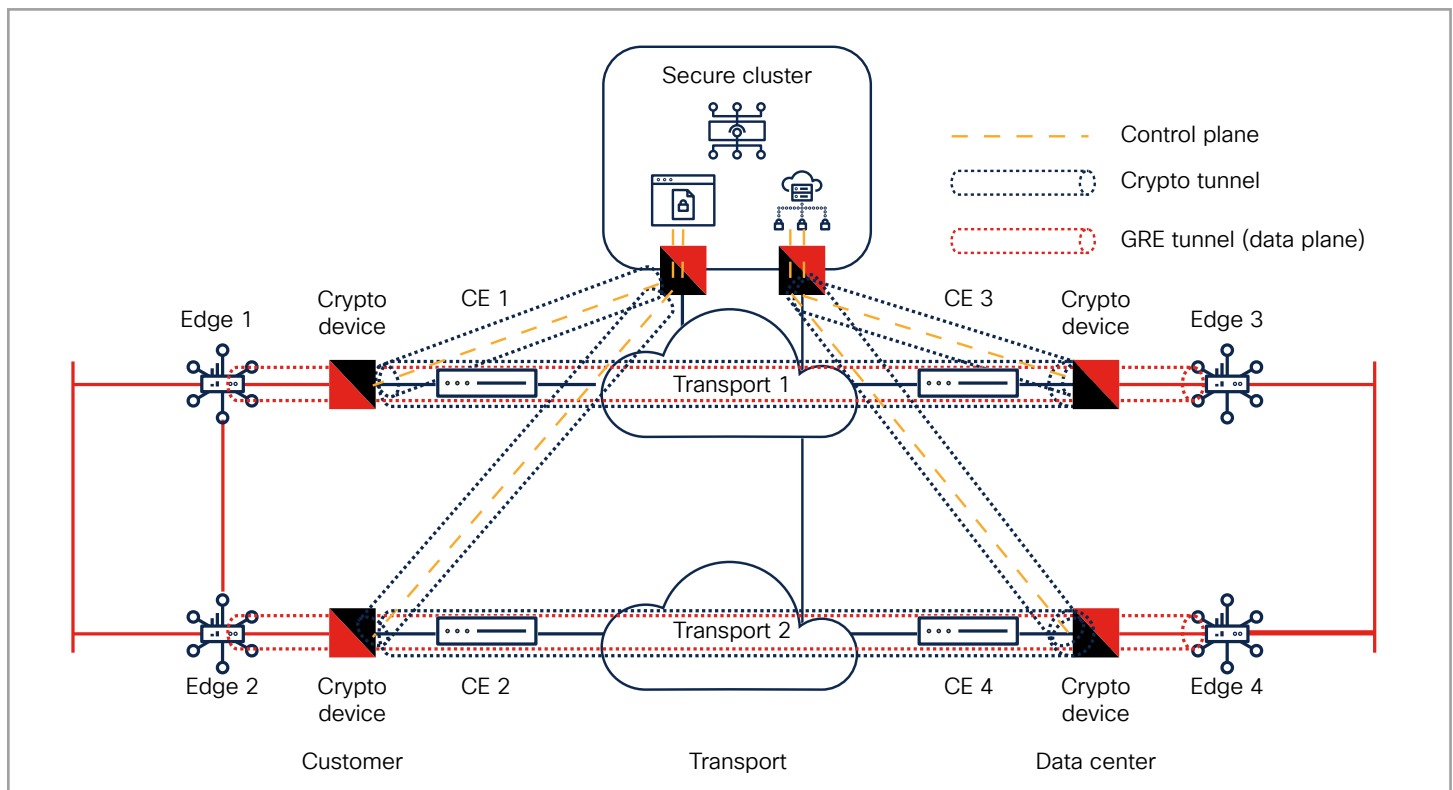 Secure cluster
Control plane
Crypto tunnel
GRE tunnel (data plane)
Edge 1
Crypto
device
CE 1
CE 3
Crypto
device
Edge 3
Transport 1
Transport 2
Edge 2
Crypto
device
CE 2
CE 4
Crypto
device
Edge 4
Customer
Transport
Data center